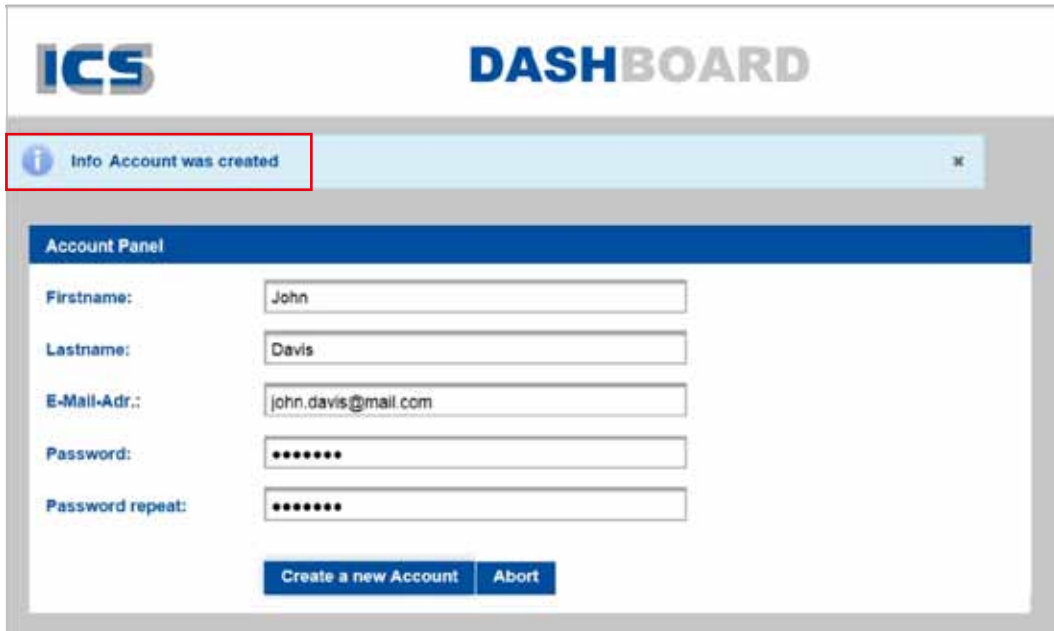 ICS
DASHBOARD
i Info Account was created ✖
Account Panel
Firstname: John
Lastname: Davis
E-Mail-Adr.: john.davis@mail.com
Password: •••••••
Password repeat: •••••••
Create a new Account Abort